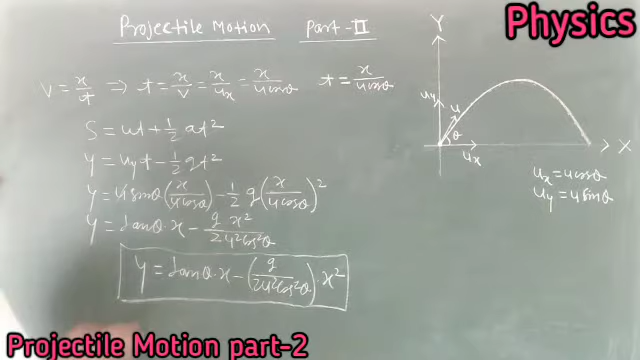 Physics
Projectile Motion Part-II
V = x/t ⇒ t = x/v = x/ux = x/ucosθ t = x/ucosθ
S = ut + 1/2 at²
y = uyt - 1/2 gt²
y = usinθ(x/ucosθ) - 1/2 g(x/ucosθ)²
y = tanθ.x - gx²/2u²cos²θ
y = tanθ.x - (g/2u²cos²θ).x²
Y
uy u
θ
ux
X
ux = ucosθ
uy = usinθ
Projectile Motion part-2